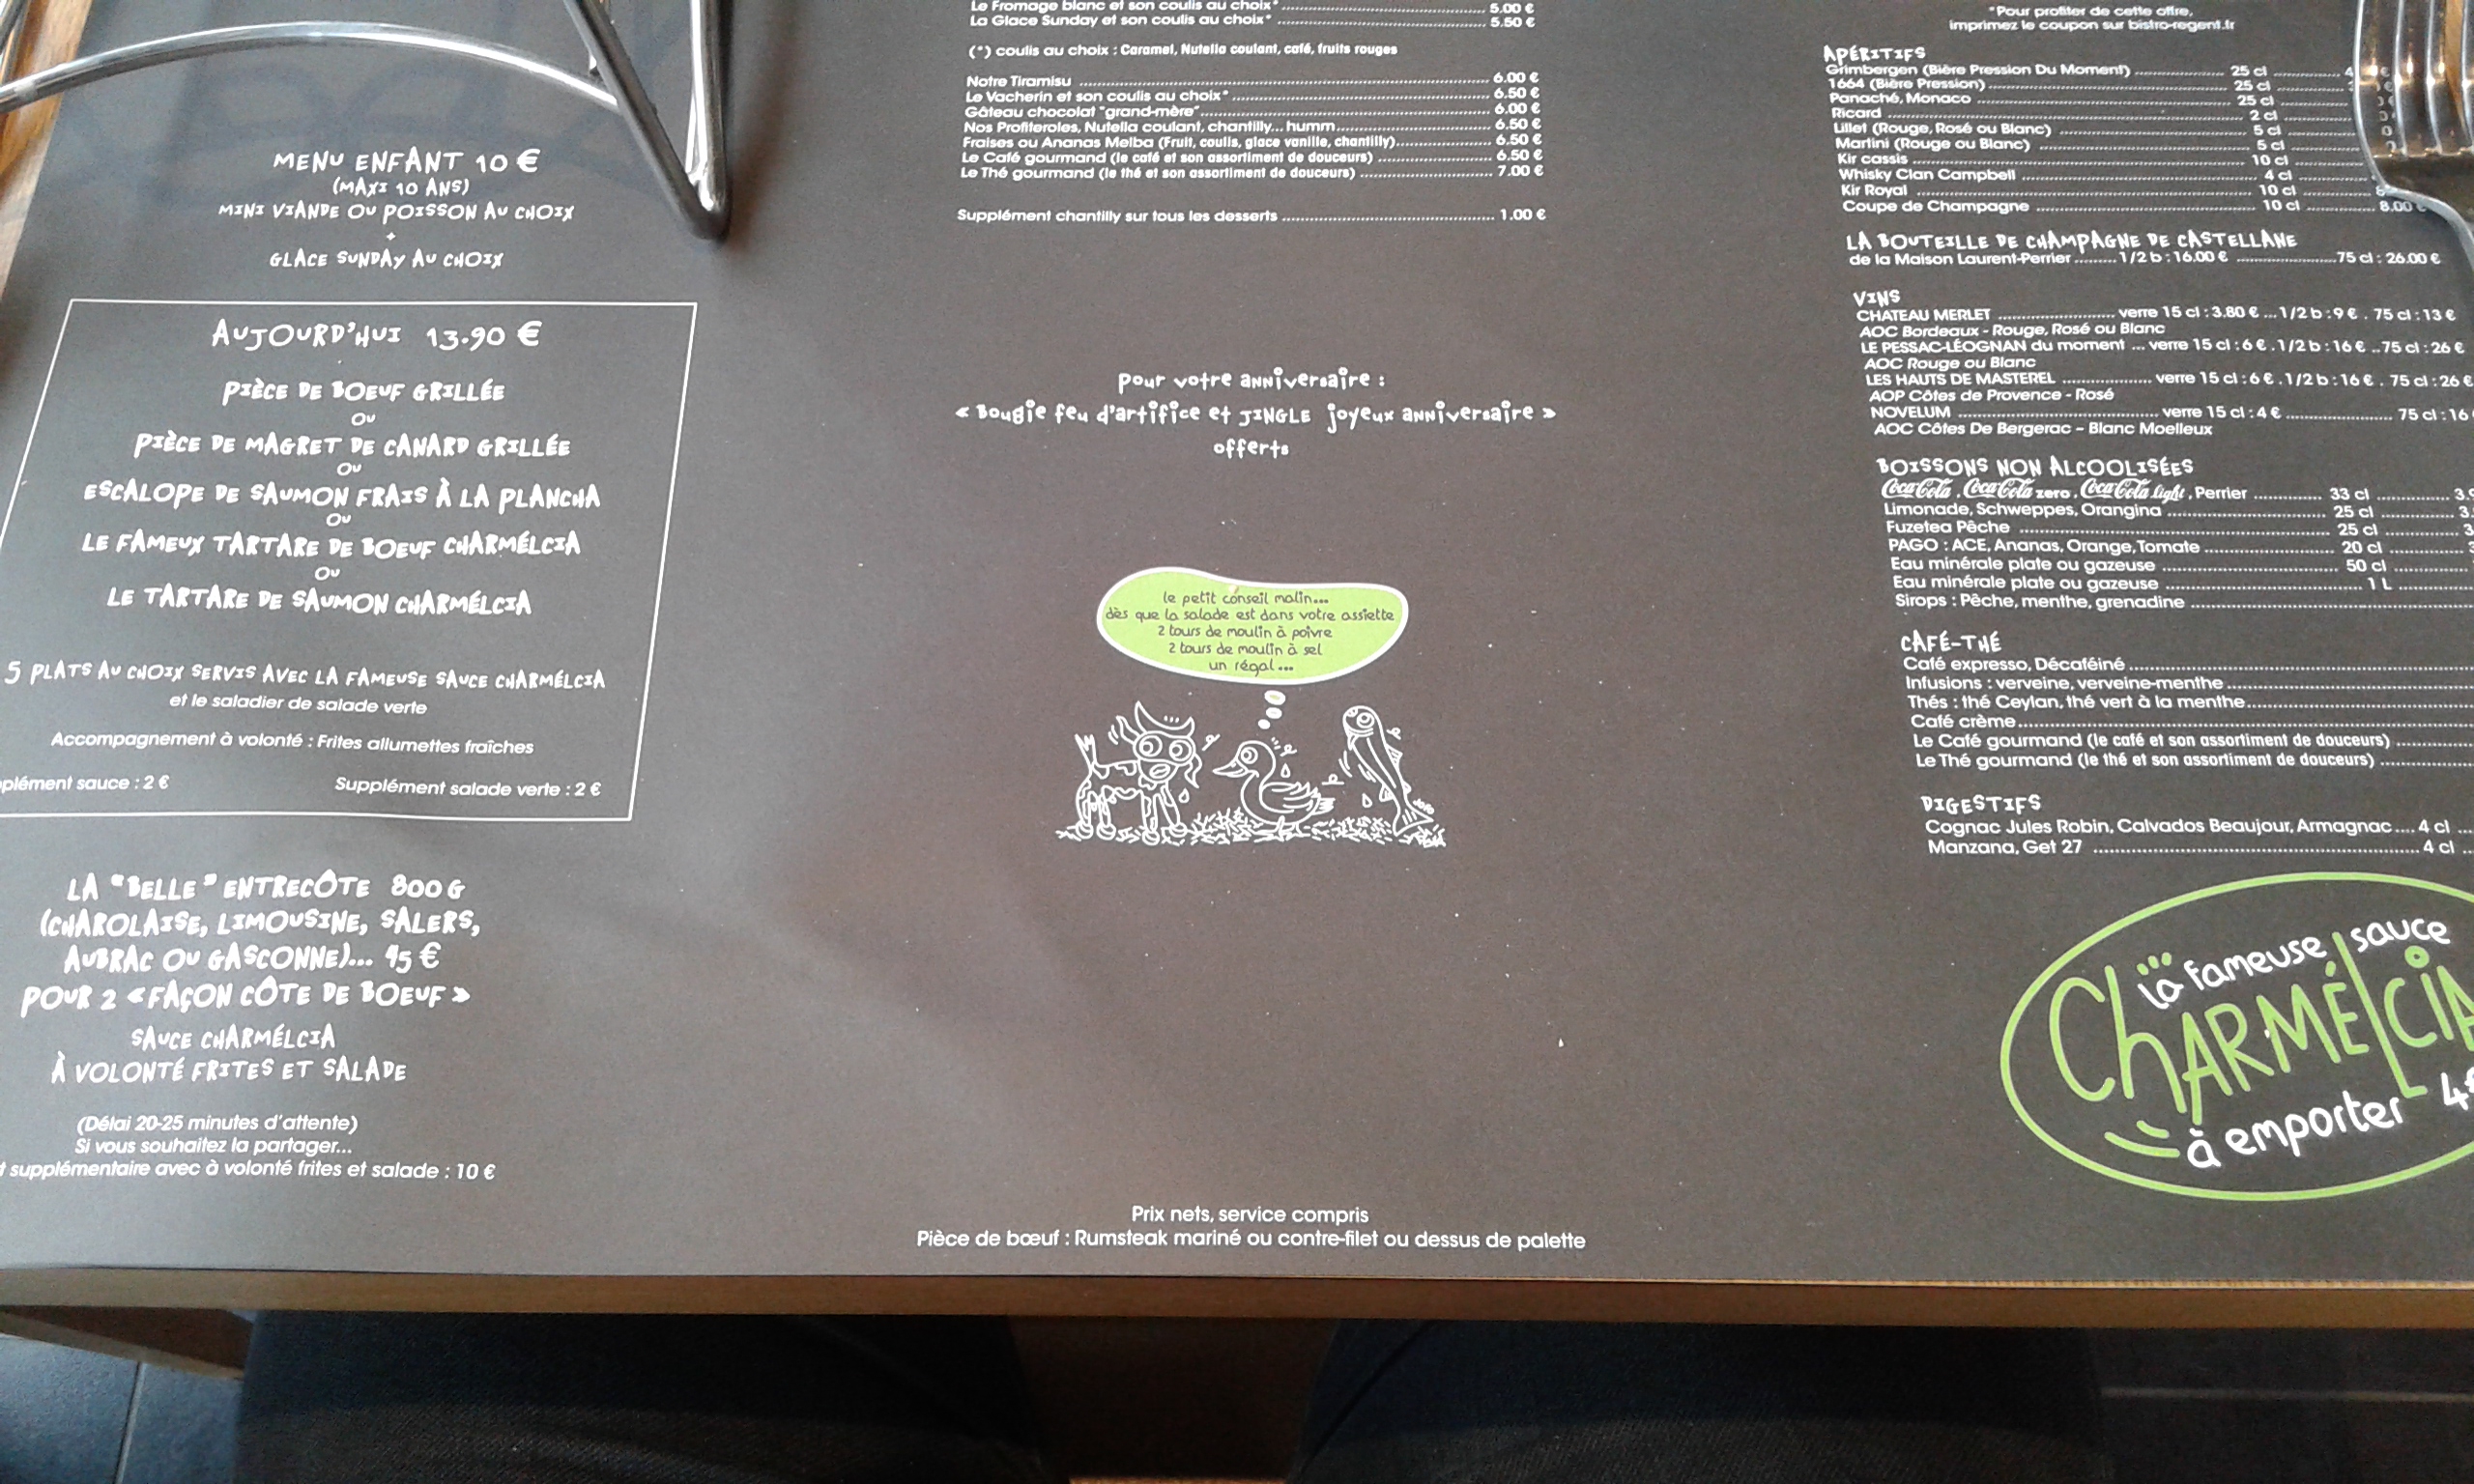 MENU ENFANT 10 €
(MAXI 10 ANS)
MINI VIANDE OU POISSON AU CHOIX
+
GLACE SUNDAY AU CHOIX
AUJOURD'HUI 13.90 €
PIÈCE DE BOEUF GRILLÉE
OU
PIÈCE DE MAGRET DE CANARD GRILLÉE
OU
ESCALOPE DE SAUMON FRAIS À LA PLANCHA
OU
LE FAMEUX TARTARE DE BOEUF CHARMÉLCIA
OU
LE TARTARE DE SAUMON CHARMÉLCIA
5 PLATS AU CHOIX SERVIS AVEC LA FAMEUSE SAUCE CHARMÉLCIA
et le saladier de salade verte
Accompagnement à volonté : Frites allumettes fraîches
plément sauce : 2 € Supplément salade verte : 2 €
LA "BELLE" ENTRECÔTE 800 G
(CHAROLAISE, LIMOUSINE, SALERS,
AUBRAC OU GASCONNE)... 45 €
POUR 2 « FAÇON CÔTE DE BOEUF »
SAUCE CHARMÉLCIA
À VOLONTÉ FRITES ET SALADE
(Délai 20-25 minutes d'attente)
Si vous souhaitez la partager...
supplémentaire avec à volonté frites et salade : 10 €
Le Fromage blanc et son coulis au choix* ........ 5.00 €
La Glace Sunday et son coulis au choix* ........ 5.50 €
(*) coulis au choix : Caramel, Nutella coulant, café, fruits rouges
Notre Tiramisu ........ 6.00 €
Le Vacherin et son coulis au choix* ........ 6.50 €
Gâteau chocolat "grand-mère" ........ 6.00 €
Nos Profiteroles, Nutella coulant, chantilly... humm ........ 6.50 €
Fraises ou Ananas Melba (Fruit, coulis, glace vanille, chantilly) ........ 6.50 €
Le Café gourmand (le café et son assortiment de douceurs) ........ 6.50 €
Le Thé gourmand (le thé et son assortiment de douceurs) ........ 7.00 €
Supplément chantilly sur tous les desserts ........ 1.00 €
pour votre anniversaire :
« Bougie feu d'artifice et JINGLE joyeux anniversaire »
offerts
le petit conseil malin...
dès que la salade est dans votre assiette
2 tours de moulin à poivre
2 tours de moulin à sel
un régal...
Prix nets, service compris
Pièce de bœuf : Rumsteak mariné ou contre-filet ou dessus de palette
*Pour profiter de cette offre,
imprimez le coupon sur bistro-regent.fr
APÉRITIFS
Grimbergen (Bière Pression Du Moment) ........ 25 cl ........ 4
1664 (Bière Pression) ........ 25 cl
Panaché, Monaco ........ 25 cl
Ricard ........ 2 cl
Lillet (Rouge, Rosé ou Blanc) ........ 5 cl
Martini (Rouge ou Blanc) ........ 5 cl
Kir cassis ........ 10 cl
Whisky Clan Campbell ........ 4 cl
Kir Royal ........ 10 cl ........ 8
Coupe de Champagne ........ 10 cl ........ 8.00 €
LA BOUTEILLE DE CHAMPAGNE DE CASTELLANE
de la Maison Laurent-Perrier ........ 1/2 b : 16.00 € ........ 75 cl : 26.00 €
VINS
CHATEAU MERLET ........ verre 15 cl : 3.80 € ... 1/2 b : 9 € . 75 cl : 13 €
AOC Bordeaux - Rouge, Rosé ou Blanc
LE PESSAC-LÉOGNAN du moment ... verre 15 cl : 6 € . 1/2 b : 16 € .. 75 cl : 26 €
AOC Rouge ou Blanc
LES HAUTS DE MASTEREL ........ verre 15 cl : 6 € . 1/2 b : 16 € . 75 cl : 26 €
AOP Côtes de Provence - Rosé
NOVELUM ........ verre 15 cl : 4 € ........ 75 cl : 16
AOC Côtes De Bergerac – Blanc Moelleux
BOISSONS NON ALCOOLISÉES
Coca-Cola , Coca-Cola zero , Coca-Cola light , Perrier ........ 33 cl ........ 3.
Limonade, Schweppes, Orangina ........ 25 cl ........ 3.
Fuzetea Pêche ........ 25 cl ........ 3
PAGO : ACE, Ananas, Orange, Tomate ........ 20 cl ........
Eau minérale plate ou gazeuse ........ 50 cl ........
Eau minérale plate ou gazeuse ........ 1 L ........
Sirops : Pêche, menthe, grenadine ........
CAFÉ-THÉ
Café expresso, Décaféiné ........
Infusions : verveine, verveine-menthe ........
Thés : thé Ceylan, thé vert à la menthe ........
Café crème ........
Le Café gourmand (le café et son assortiment de douceurs) ........
Le Thé gourmand (le thé et son assortiment de douceurs) ........
DIGESTIFS
Cognac Jules Robin, Calvados Beaujour, Armagnac .... 4 cl ...
Manzana, Get 27 ........ 4 cl ..
la fameuse sauce
CHARMÉLCIA
à emporter 4